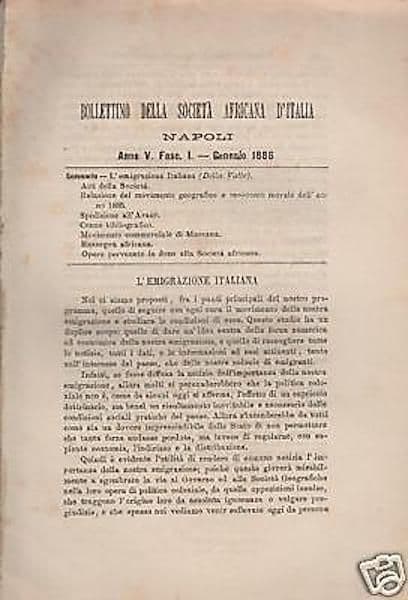 BOLLETTINO DELLA SOCIETÀ AFRICANA D'ITALIA
NAPOLI
Anno V. Fasc. I. — Gennaio 1886
Sommario — L'emigrazione Italiana (Della Valle).
Atti della Società.
Relazione del movimento geografico e resoconto morale dell'an-
no 1885.
Spedizione all'Arear.
Cenno bibliografico.
Movimento commerciale di Massaua.
Rassegna africana.
Opere pervenute in dono alla Società africana.
L'EMIGRAZIONE ITALIANA
Noi ci siamo proposti, fra i punti principali del nostro pro-
gramma, quello di seguire con ogni cura il movimento della nostra
emigrazione e studiare le condizioni di essa. Questo studio ha un
duplice scopo: quello di dare un'idea esatta della forza numerica
ed economica della nostra emigrazione, e quello di raccogliere tutte
le notizie, tutti i dati, e le informazioni ad essi attinenti, tanto
nell'interesse del paese, che delle nostre colonie di emigranti.
Infatti, se fosse diffusa la notizia dell'importanza della nostra
emigrazione, allora molti si persuaderebbero che la politica colo-
niale non è, come da alcuni oggi si afferma, l'effetto di un capriccio
dottrinario, ma bensì un risultamento inevitabile e necessario delle
condizioni sociali pratiche del paese. Allora s'intenderebbe da tutti
come sia un dovere imprescindibile dello Stato di non permettere
che tanta forza andasse perduta, ma invece di regolarne, con sa-
piente economia, l'indirizzo e la distribuzione.
Quindi è evidente l'utilità di rendere di comune notizia l'im-
portanza della nostra emigrazione; poichè questo gioverà mirabil-
mente a sgombrare la via al Governo ed alle Società Geografiche
nella loro opera di politica coloniale, da quelle opposizioni insulse,
che traggono l'origine loro da assoluta ignoranza o volgare pre-
giudizio, e che spesso noi vediamo venir sollevate oggi da persone
ebY